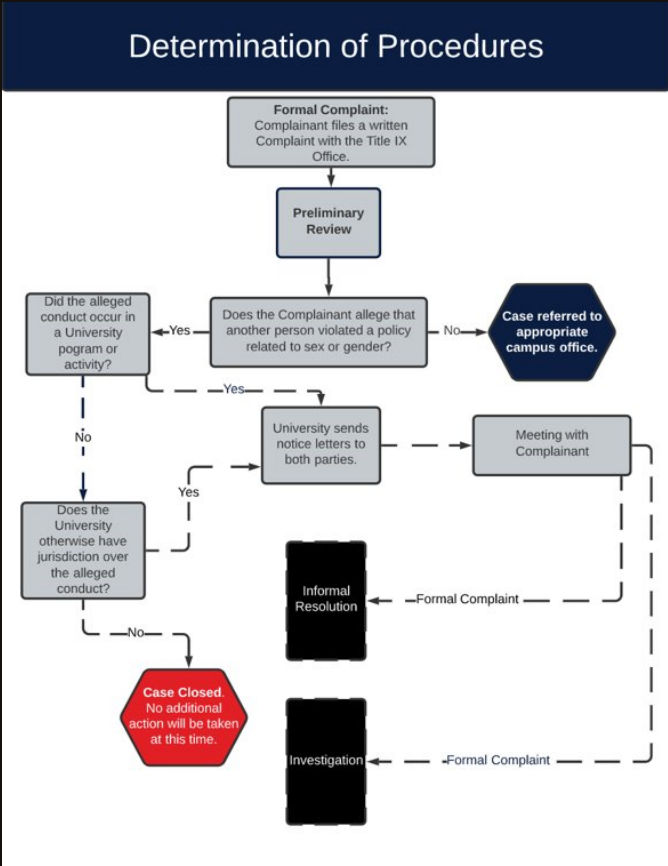 Determination of Procedures
Formal Complaint:
Complainant files a written
Complaint with the Title IX
Office.
Preliminary
Review
Did the alleged
conduct occur in
a University
pogram or
activity?
Yes
Does the Complainant allege that
another person violated a policy
related to sex or gender?
No
Case referred to
appropriate
campus office.
Yes
No
University sends
notice letters to
both parties.
Meeting with
Complainant
Yes
Does the
University
otherwise have
jurisdiction over
the alleged
conduct?
Informal
Resolution
Formal Complaint
No
Case Closed.
No additional
action will be taken
at this time.
Investigation
Formal Complaint